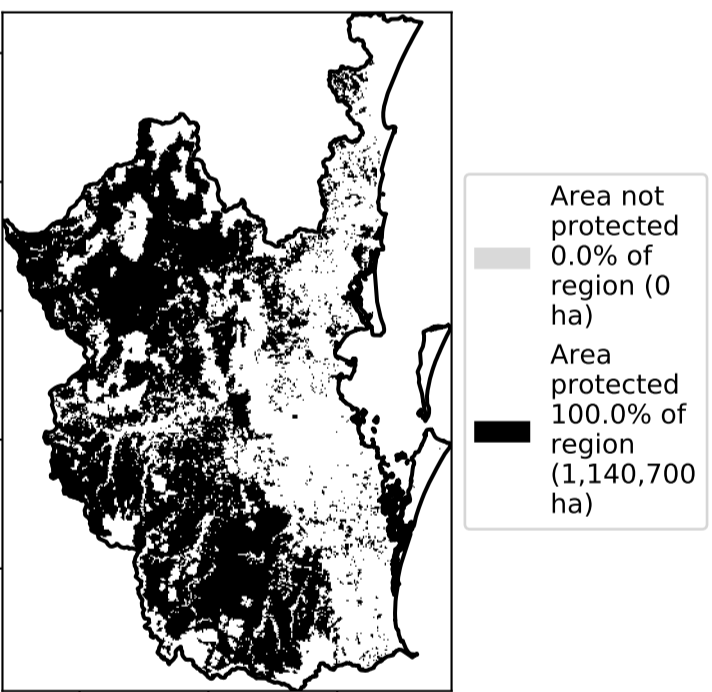 Area not
protected
0.0% of
region (0
ha)
Area
protected
100.0% of
region
(1,140,700
ha)